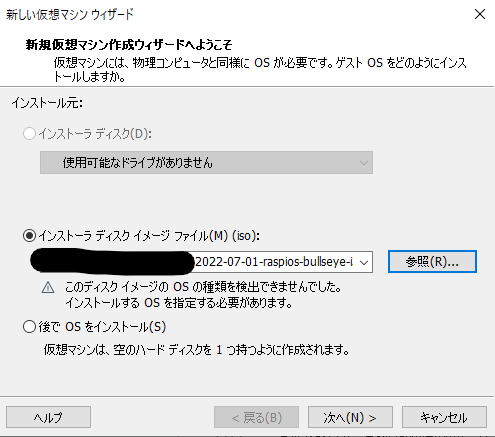 新しい仮想マシン ウィザード
新規仮想マシン作成ウィザードへようこそ
仮想マシンには、物理コンピュータと同様に OS が必要です。ゲスト OS をどのようにインス
トールしますか。
インストール元:
インストーラ ディスク(D):
使用可能なドライブがありません
インストーラ ディスク イメージ ファイル(M) (iso):
2022-07-01-raspios-bullseye-i
参照(R)...
このディスク イメージの OS の種類を検出できませんでした。
インストールする OS を指定する必要があります。
後で OS をインストール(S)
仮想マシンは、空のハード ディスクを 1 つ持つように作成されます。
ヘルプ
< 戻る(B)
次へ(N) >
キャンセル